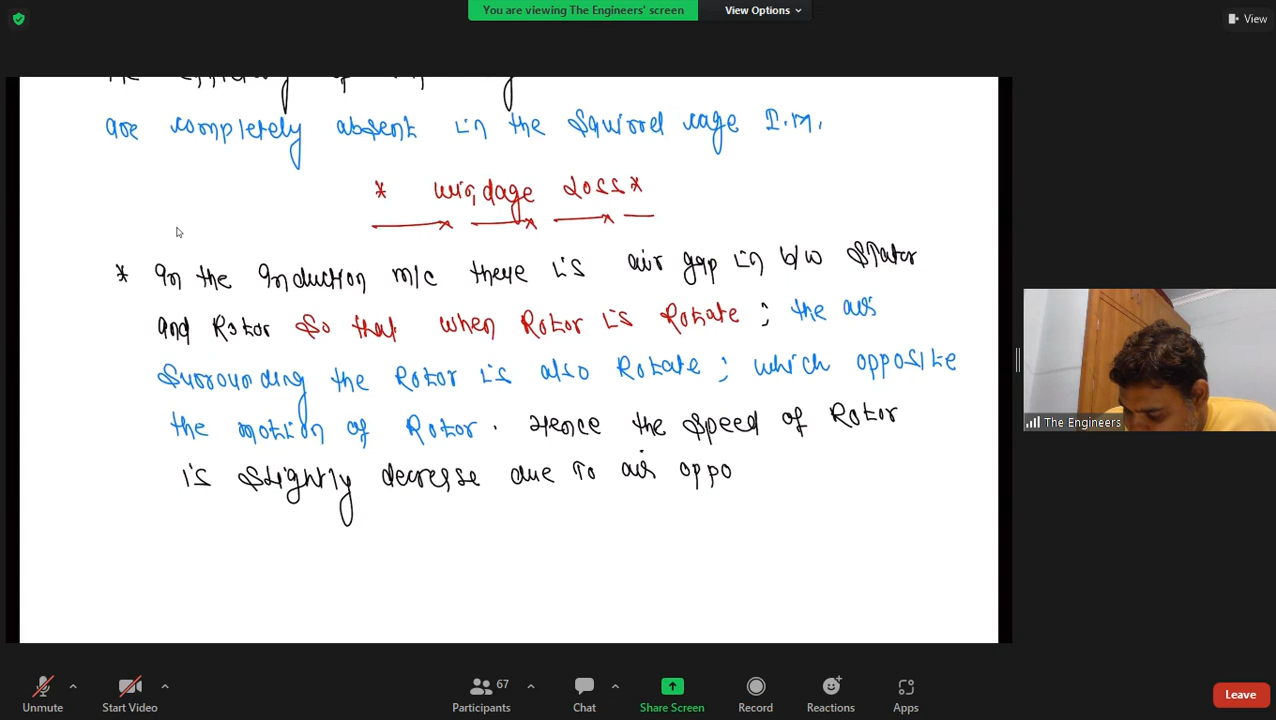 You are viewing The Engineers' screen
View Options
View
are completely absent in the Squirrel cage I.M.
* windage Loss *
* In the Induction m/c there is air gap in b/w Stator
and Rotor So that when Rotor is Rotate ; the air
Surrounding the Rotor is also Rotate ; which opposite
the motion of Rotor . Hence the speed of Rotor
is slightly decrease due To air oppo
The Engineers
Unmute
Start Video
67
Participants
Chat
Share Screen
Record
Reactions
Apps
Leave